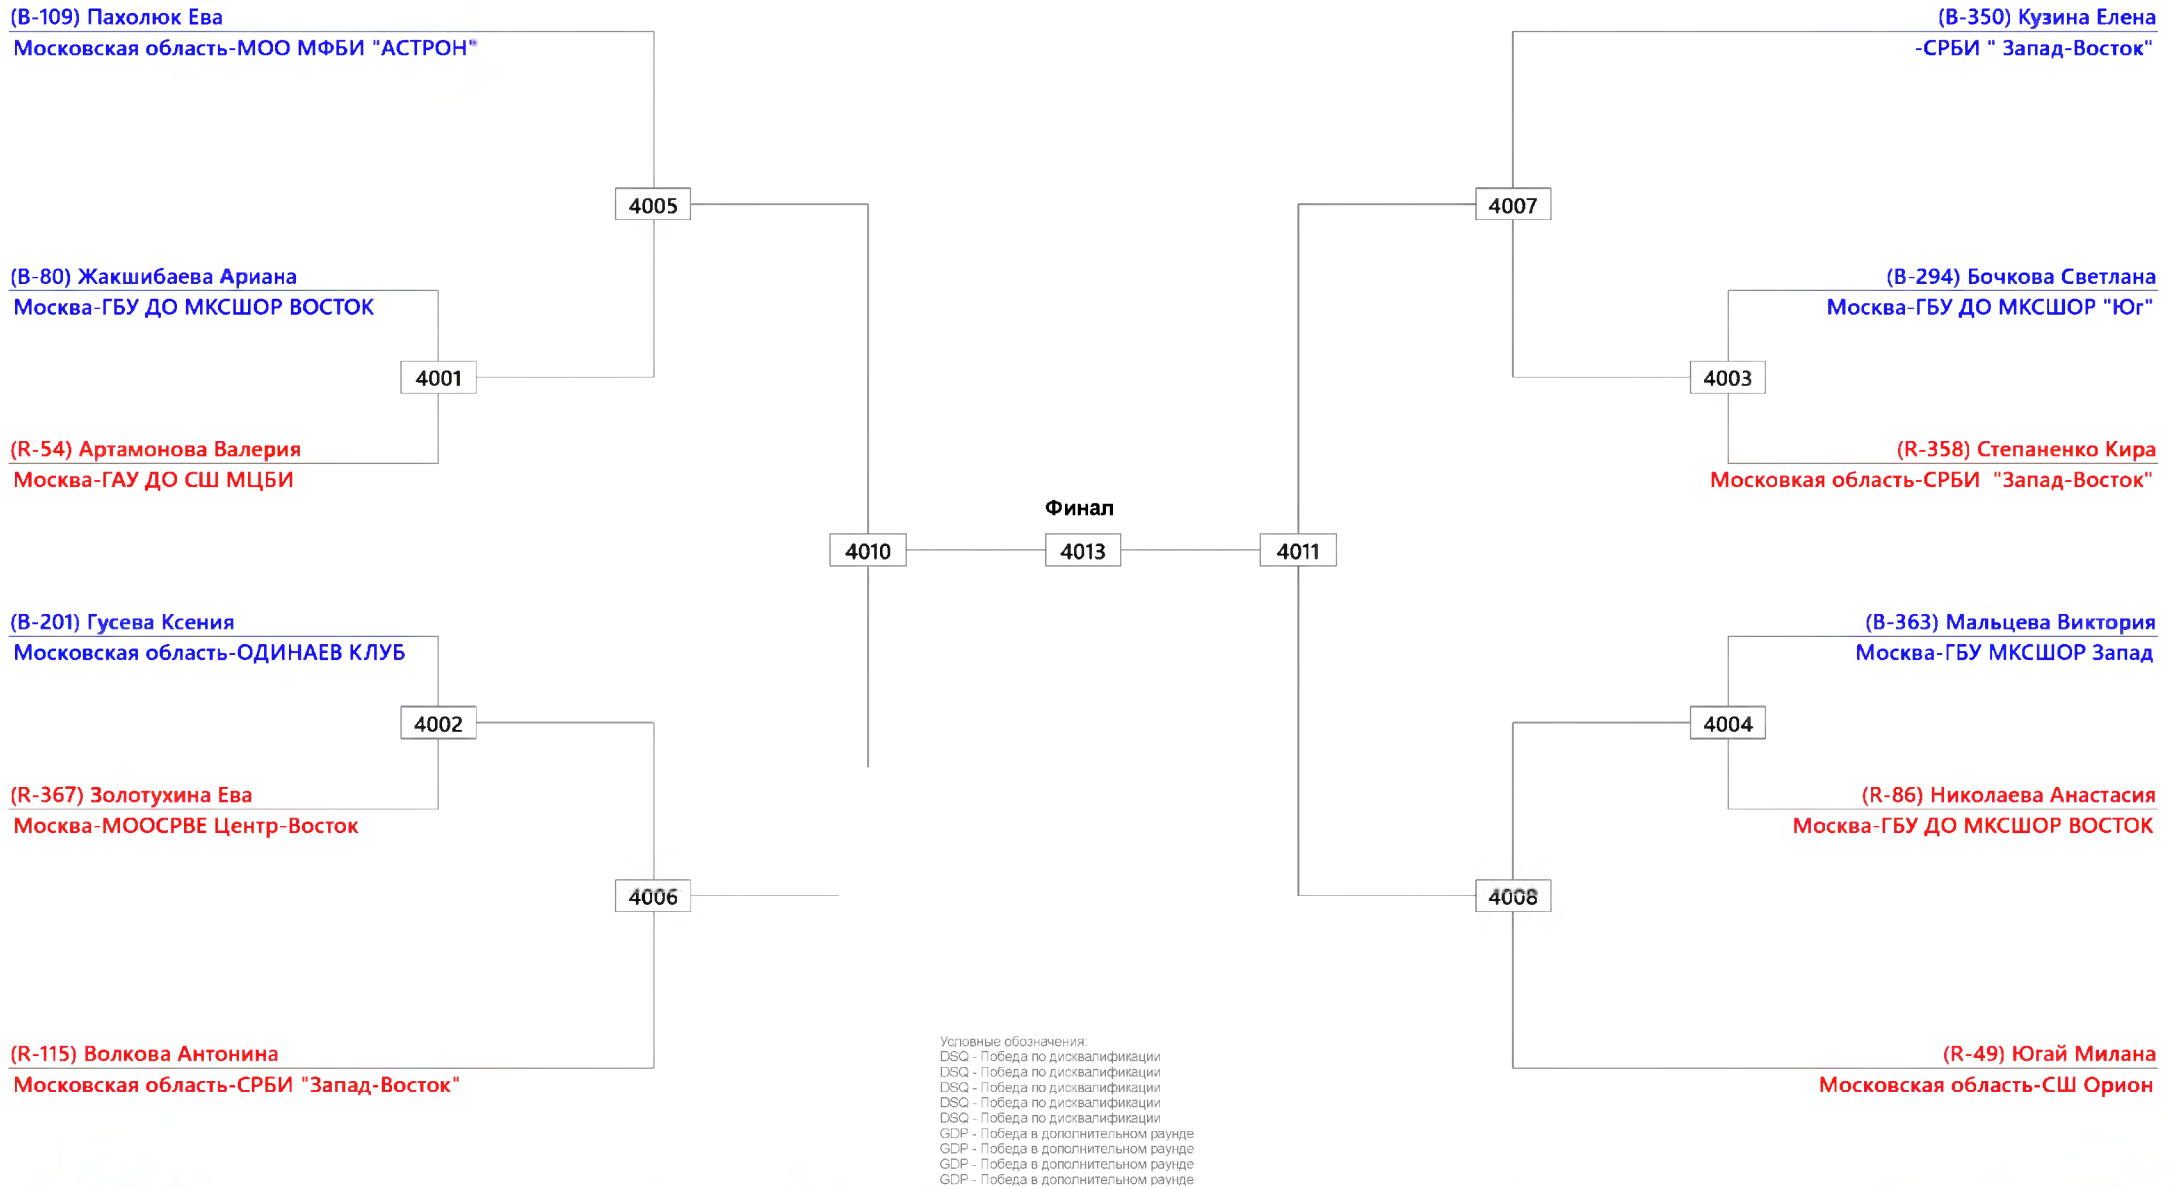 (B-109) Пахолюк Ева
Московская область-МОО МФБИ "АСТРОН"
(B-350) Кузина Елена
-СРБИ " Запад-Восток"
4005
4007
(B-80) Жакшибаева Ариана
Москва-ГБУ ДО МКСШОР ВОСТОК
(B-294) Бочкова Светлана
Москва-ГБУ ДО МКСШОР "Юг"
4001
4003
(R-54) Артамонова Валерия
Москва-ГАУ ДО СШ МЦБИ
(R-358) Степаненко Кира
Московкая область-СРБИ  "Запад-Восток"
Финал
4010
4013
4011
(B-201) Гусева Ксения
Московская область-ОДИНАЕВ КЛУБ
(B-363) Мальцева Виктория
Москва-ГБУ МКСШОР Запад
4002
4004
(R-367) Золотухина Ева
Москва-МООСРВЕ Центр-Восток
(R-86) Николаева Анастасия
Москва-ГБУ ДО МКСШОР ВОСТОК
4006
4008
(R-115) Волкова Антонина
Московская область-СРБИ "Запад-Восток"
(R-49) Югай Милана
Московская область-СШ Орион
Условные обозначения:
DSQ - Победа по дисквалификации
DSQ - Победа по дисквалификации
DSQ - Победа по дисквалификации
DSQ - Победа по дисквалификации
DSQ - Победа по дисквалификации
GDP - Победа в дополнительном раунде
GDP - Победа в дополнительном раунде
GDP - Победа в дополнительном раунде
GDP - Победа в дополнительном раунде